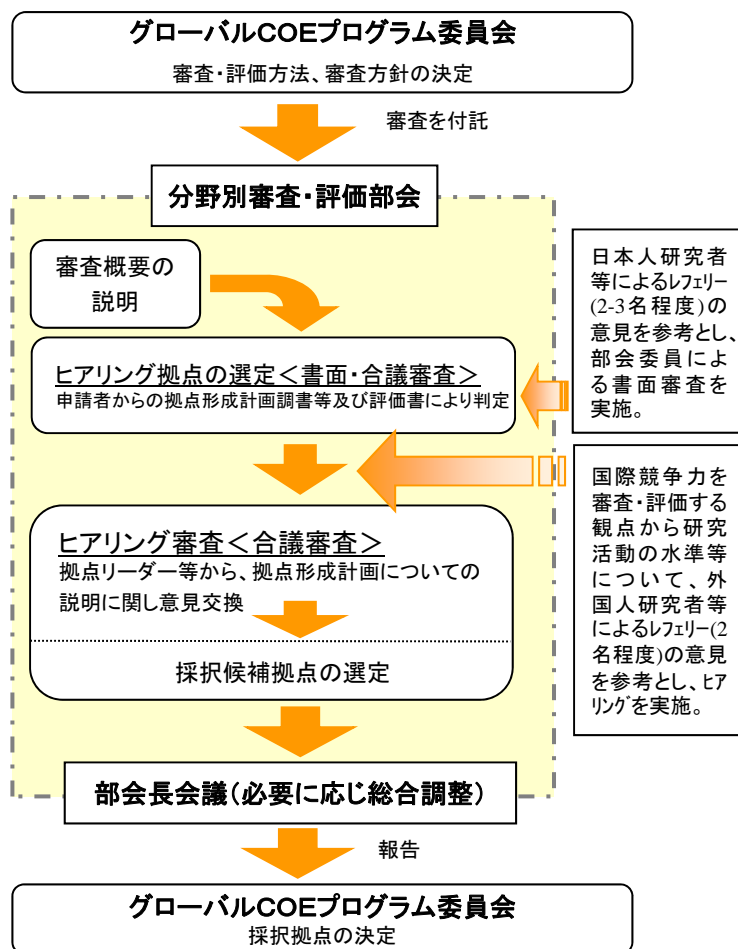 グローバルCOEプログラム委員会
審査・評価方法、審査方針の決定
審査を付託
分野別審査・評価部会
審査概要の
説明
ヒアリング拠点の選定＜書面・合議審査＞
申請者からの拠点形成計画調書等及び評価書により判定
日本人研究者
等によるﾚﾌｪﾘｰ
(2-3名程度)の
意見を参考とし、
部会委員によ
る書面審査を
実施。
ヒアリング審査＜合議審査＞
拠点リーダー等から、拠点形成計画についての
説明に関し意見交換
採択候補拠点の選定
国際競争力を
審査・評価する
観点から研究
活動の水準等
について、外
国人研究者等
によるﾚﾌｪﾘｰ(2
名程度)の意見
を参考とし、ﾋｱ
ﾘﾝｸﾞを実施。
部会長会議（必要に応じ総合調整）
報告
グローバルCOEプログラム委員会
採択拠点の決定